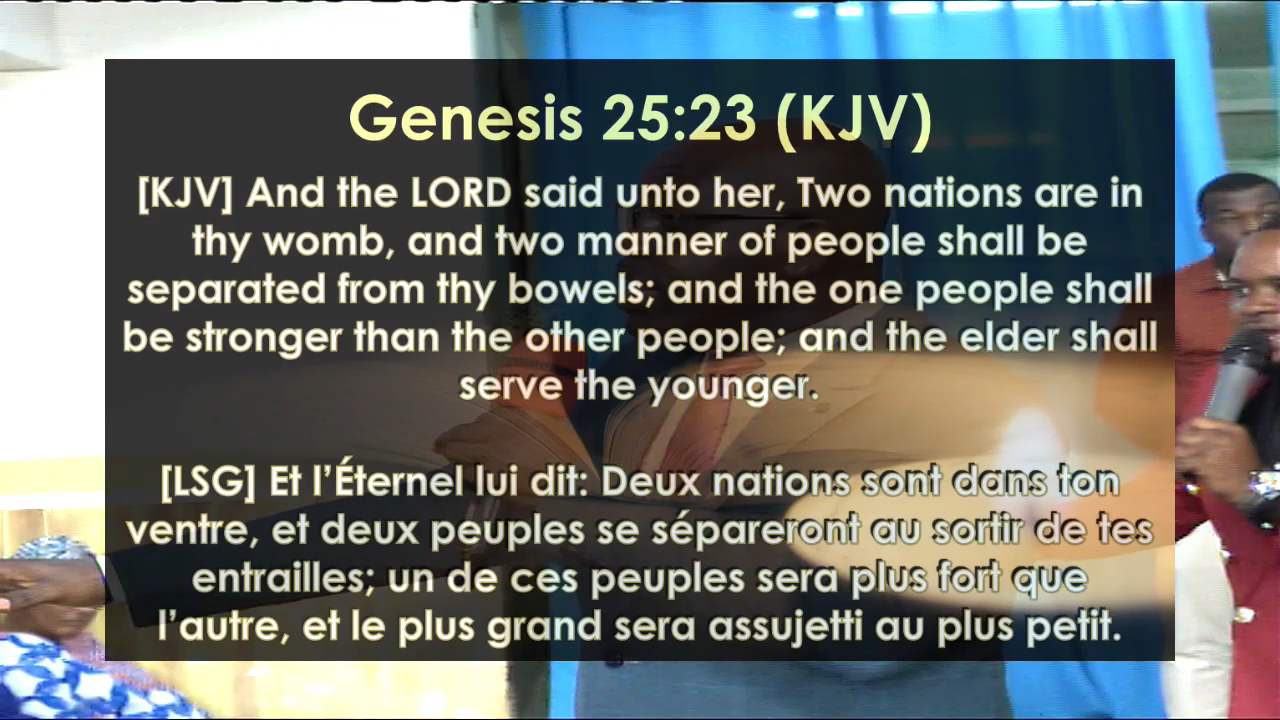 Genesis 25:23 (KJV)
[KJV] And the LORD said unto her, Two nations are in
thy womb, and two manner of people shall be
separated from thy bowels; and the one people shall
be stronger than the other people; and the elder shall
serve the younger.
[LSG] Et l’Éternel lui dit: Deux nations sont dans ton
ventre, et deux peuples se sépareront au sortir de tes
entrailles; un de ces peuples sera plus fort que
l’autre, et le plus grand sera assujetti au plus petit.